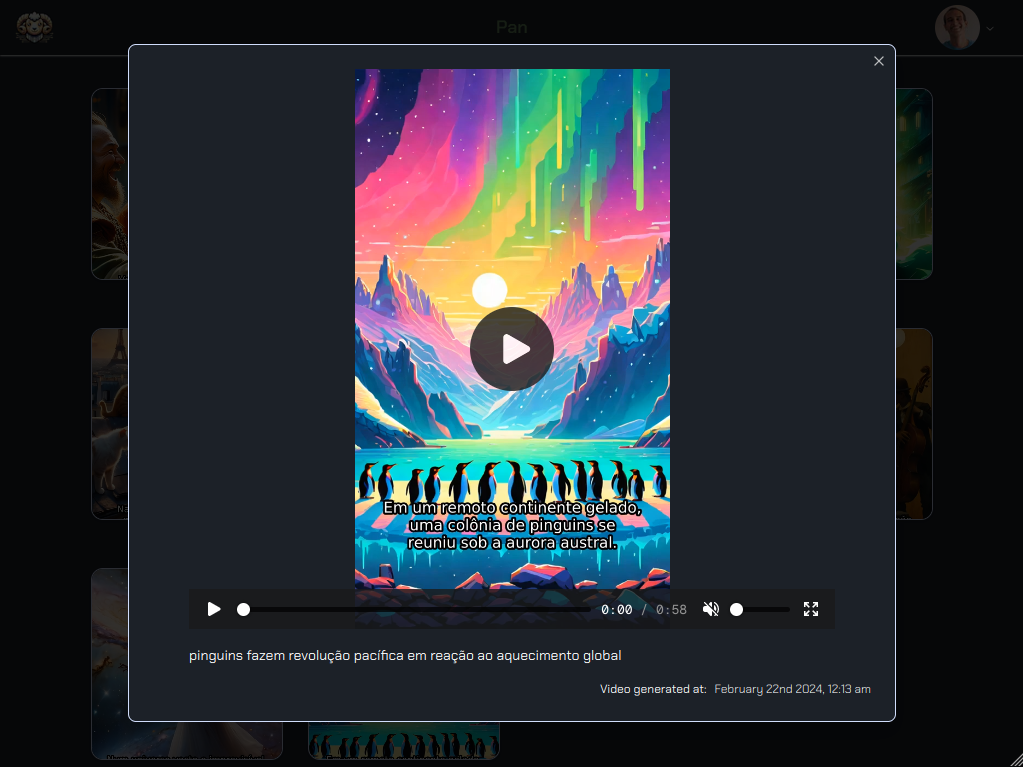 Pan
Em um remoto continente gelado,
uma colônia de pinguins se
reuniu sob a aurora austral.
0:00 / 0:58
pinguins fazem revolução pacífica em reação ao aquecimento global
Video generated at: February 22nd 2024, 12:13 am